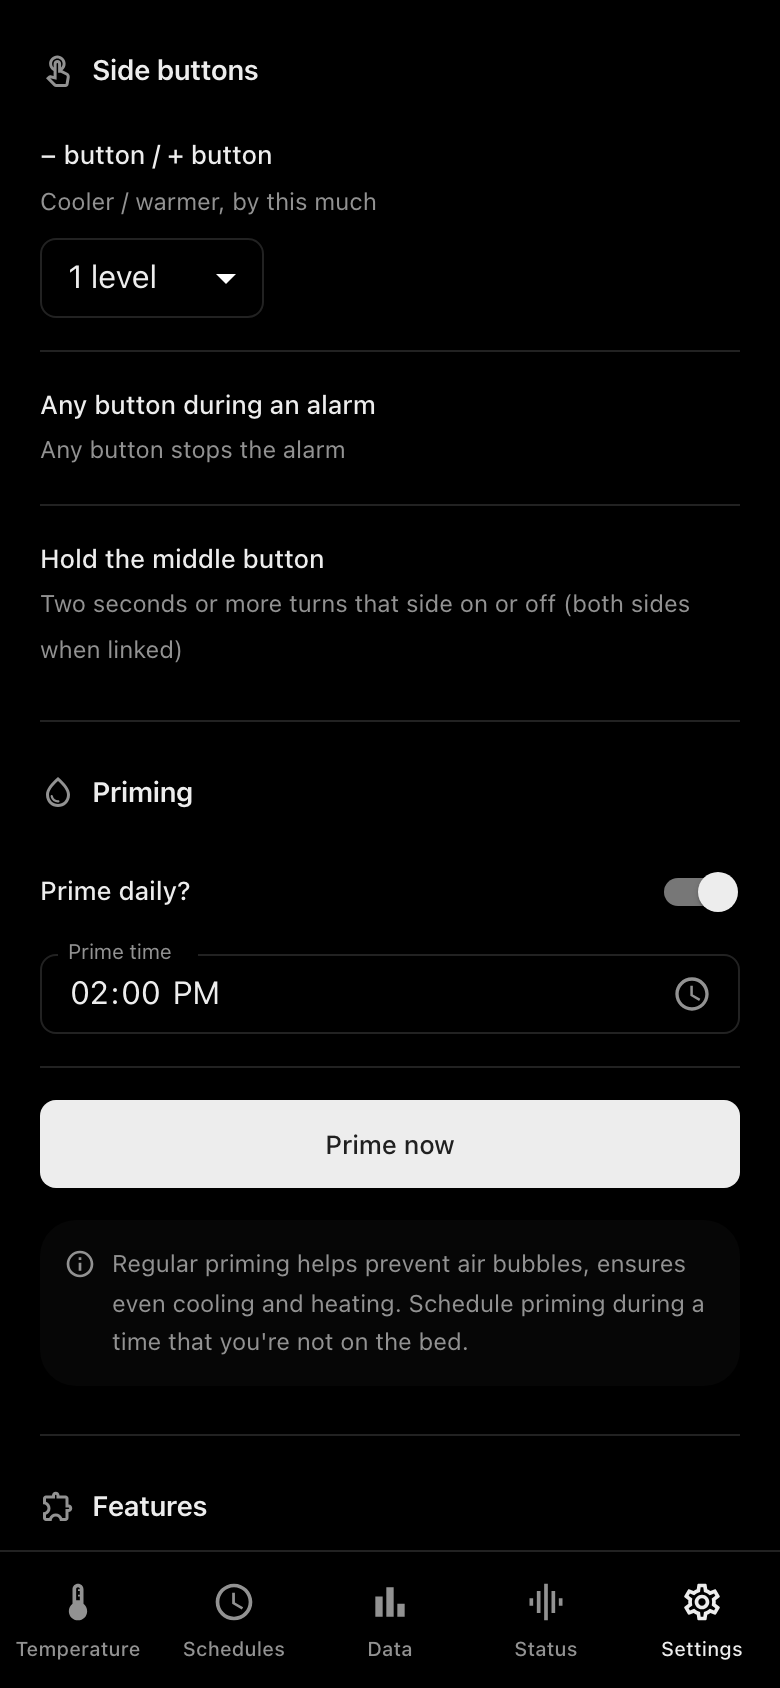 Side buttons
– button / + button
Cooler / warmer, by this much
1 level
Any button during an alarm
Any button stops the alarm
Hold the middle button
Two seconds or more turns that side on or off (both sides
when linked)
Priming
Prime daily?
Prime time
02:00 PM
Prime now
Regular priming helps prevent air bubbles, ensures
even cooling and heating. Schedule priming during a
time that you're not on the bed.
Features
Temperature
Schedules
Data
Status
Settings